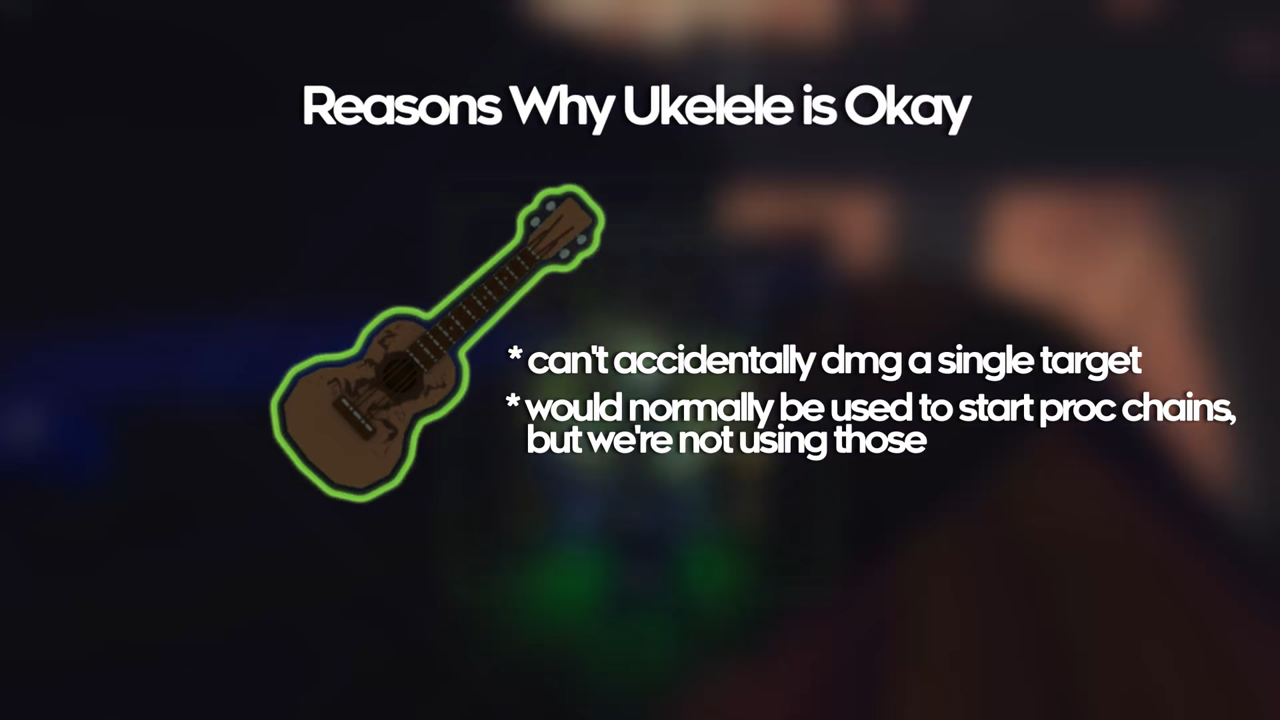 Reasons Why Ukelele is Okay
* can't accidentally dmg a single target
* would normally be used to start proc chains,
but we're not using those